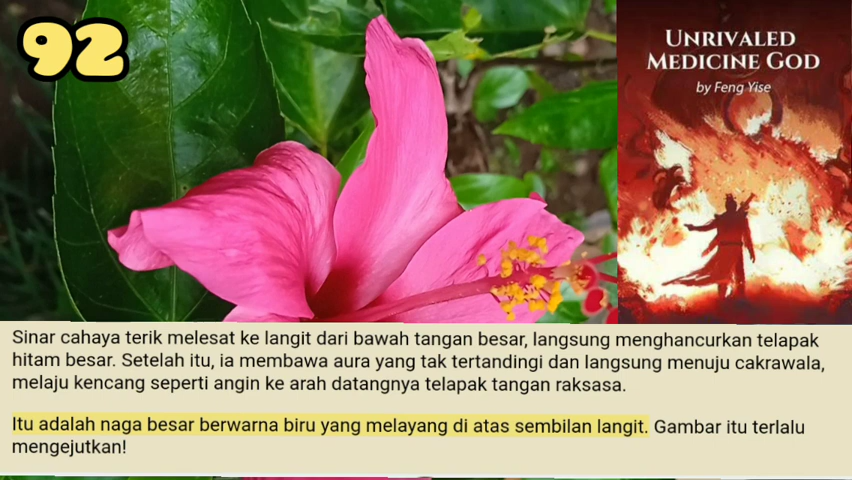 92
UNRIVALED
MEDICINE GOD
by Feng Yise
Sinar cahaya terik melesat ke langit dari bawah tangan besar, langsung menghancurkan telapak
hitam besar. Setelah itu, ia membawa aura yang tak tertandingi dan langsung menuju cakrawala,
melaju kencang seperti angin ke arah datangnya telapak tangan raksasa.
Itu adalah naga besar berwarna biru yang melayang di atas sembilan langit. Gambar itu terlalu
mengejutkan!